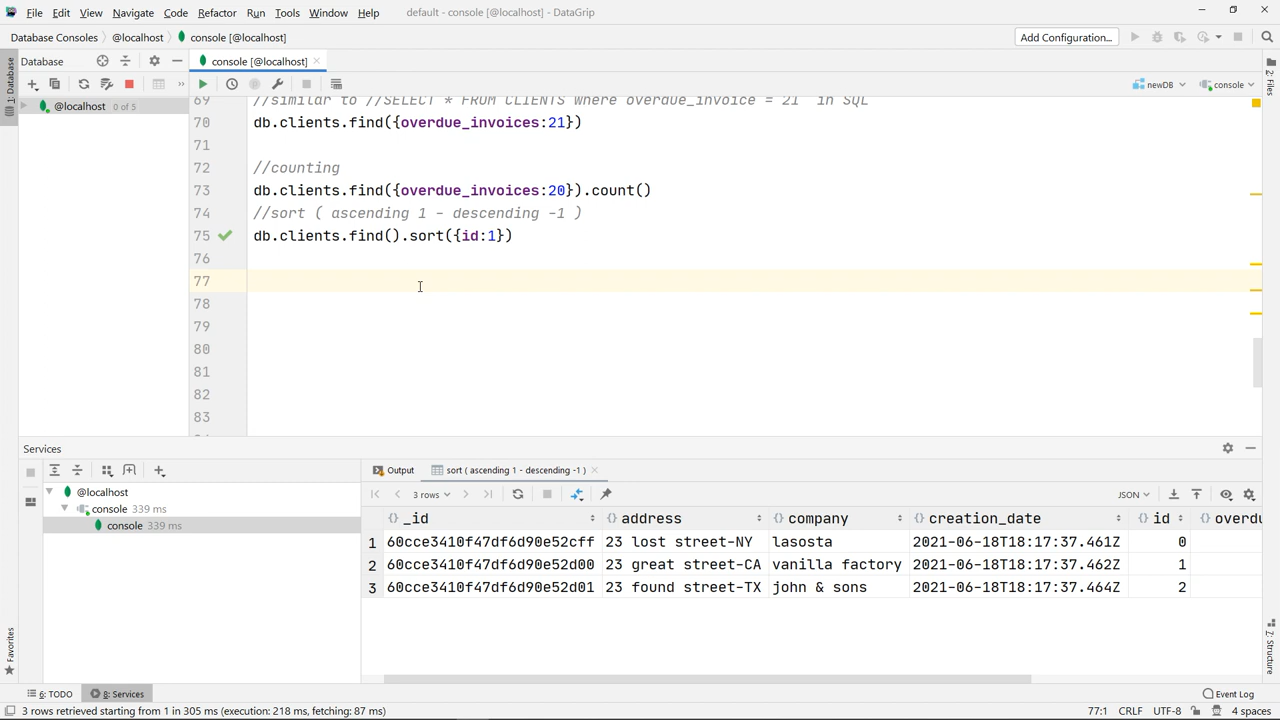 File Edit View Navigate Code Refactor Run Tools Window Help default - console [@localhost] - DataGrip
Database Consoles @localhost console [@localhost] Add Configuration...
1: Database
Database
console [@localhost]
2: Files
newDB console
@localhost 0 of 5
69 //similar to //SELECT * FROM CLIENTS where overdue_invoice = 21 in SQL
70 db.clients.find({overdue_invoices:21})
71
72 //counting
73 db.clients.find({overdue_invoices:20}).count()
74 //sort ( ascending 1 - descending -1 )
75 db.clients.find().sort({id:1})
76
77
78
79
80
81
82
83
Services
Output sort ( ascending 1 - descending -1 )
@localhost
console 339 ms
console 339 ms
3 rows JSON
_id address company creation_date id overdu
1 60cce3410f47df6d90e52cff 23 lost street-NY lasosta 2021-06-18T18:17:37.461Z 0
2 60cce3410f47df6d90e52d00 23 great street-CA vanilla factory 2021-06-18T18:17:37.462Z 1
3 60cce3410f47df6d90e52d01 23 found street-TX john & sons 2021-06-18T18:17:37.464Z 2
Favorites
7: Structure
6: TODO 8: Services Event Log
3 rows retrieved starting from 1 in 305 ms (execution: 218 ms, fetching: 87 ms) 77:1 CRLF UTF-8 4 spaces